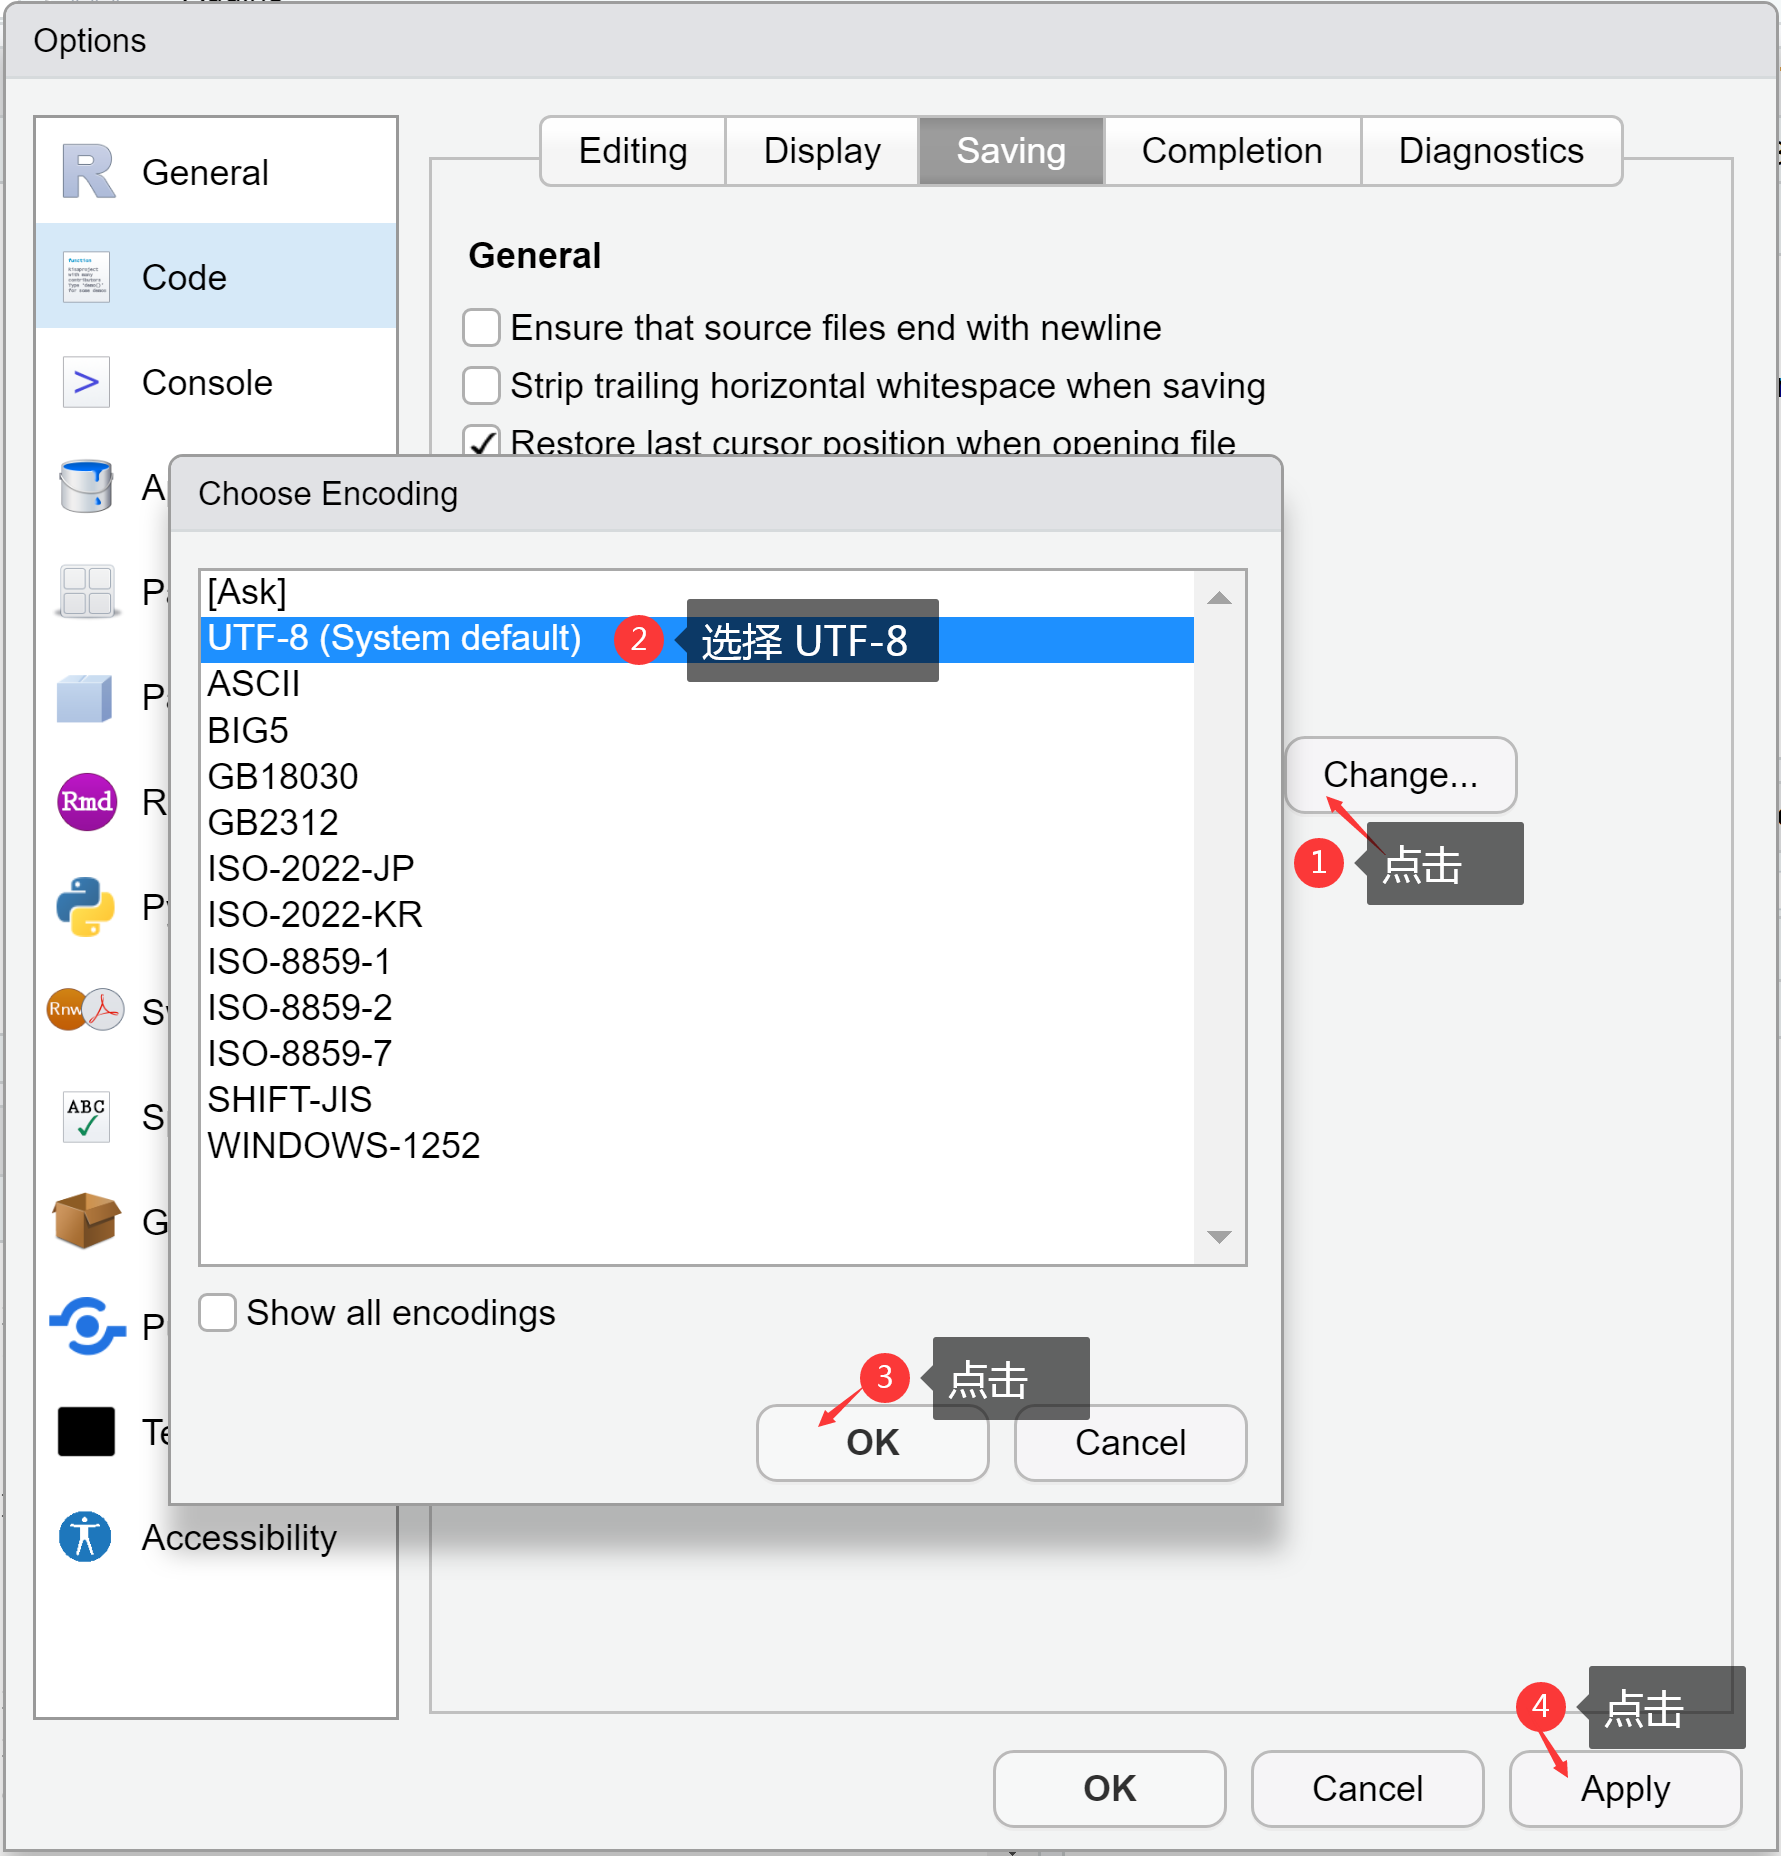 Options
General
Code
Console
Accessibility
Editing
Display
Saving
Completion
Diagnostics
General
Ensure that source files end with newline
Strip trailing horizontal whitespace when saving
Restore last cursor position when opening file
Choose Encoding
[Ask]
UTF-8 (System default)
2
选择 UTF-8
ASCII
BIG5
GB18030
GB2312
ISO-2022-JP
ISO-2022-KR
ISO-8859-1
ISO-8859-2
ISO-8859-7
SHIFT-JIS
WINDOWS-1252
Show all encodings
3
点击
OK
Cancel
Change...
1
点击
Rmd
Rnw
ABC
4
点击
OK
Cancel
Apply